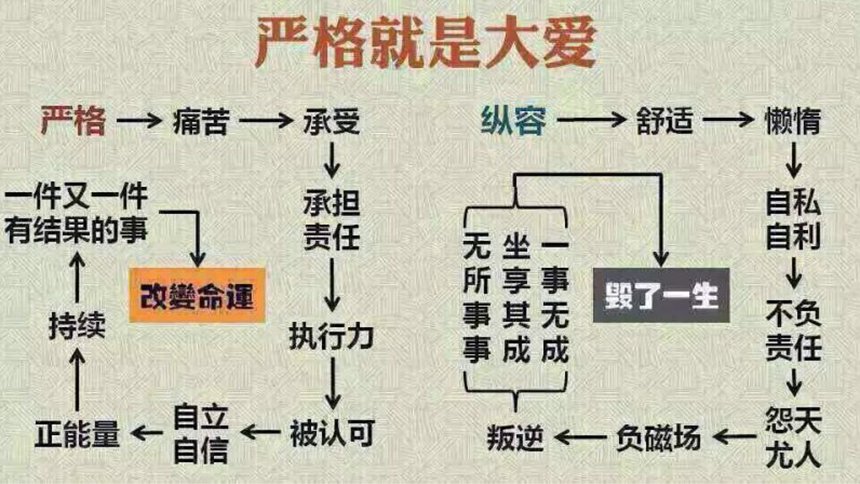 严格就是大爱
严格
痛苦
承受
承担
责任
执行力
被认可
自立
自信
正能量
持续
一件又一件
有结果的事
改變命運
纵容
舒适
懒惰
自私
自利
不负
责任
怨天
尤人
负磁场
叛逆
无所事事
坐享其成
一事无成
毁了一生